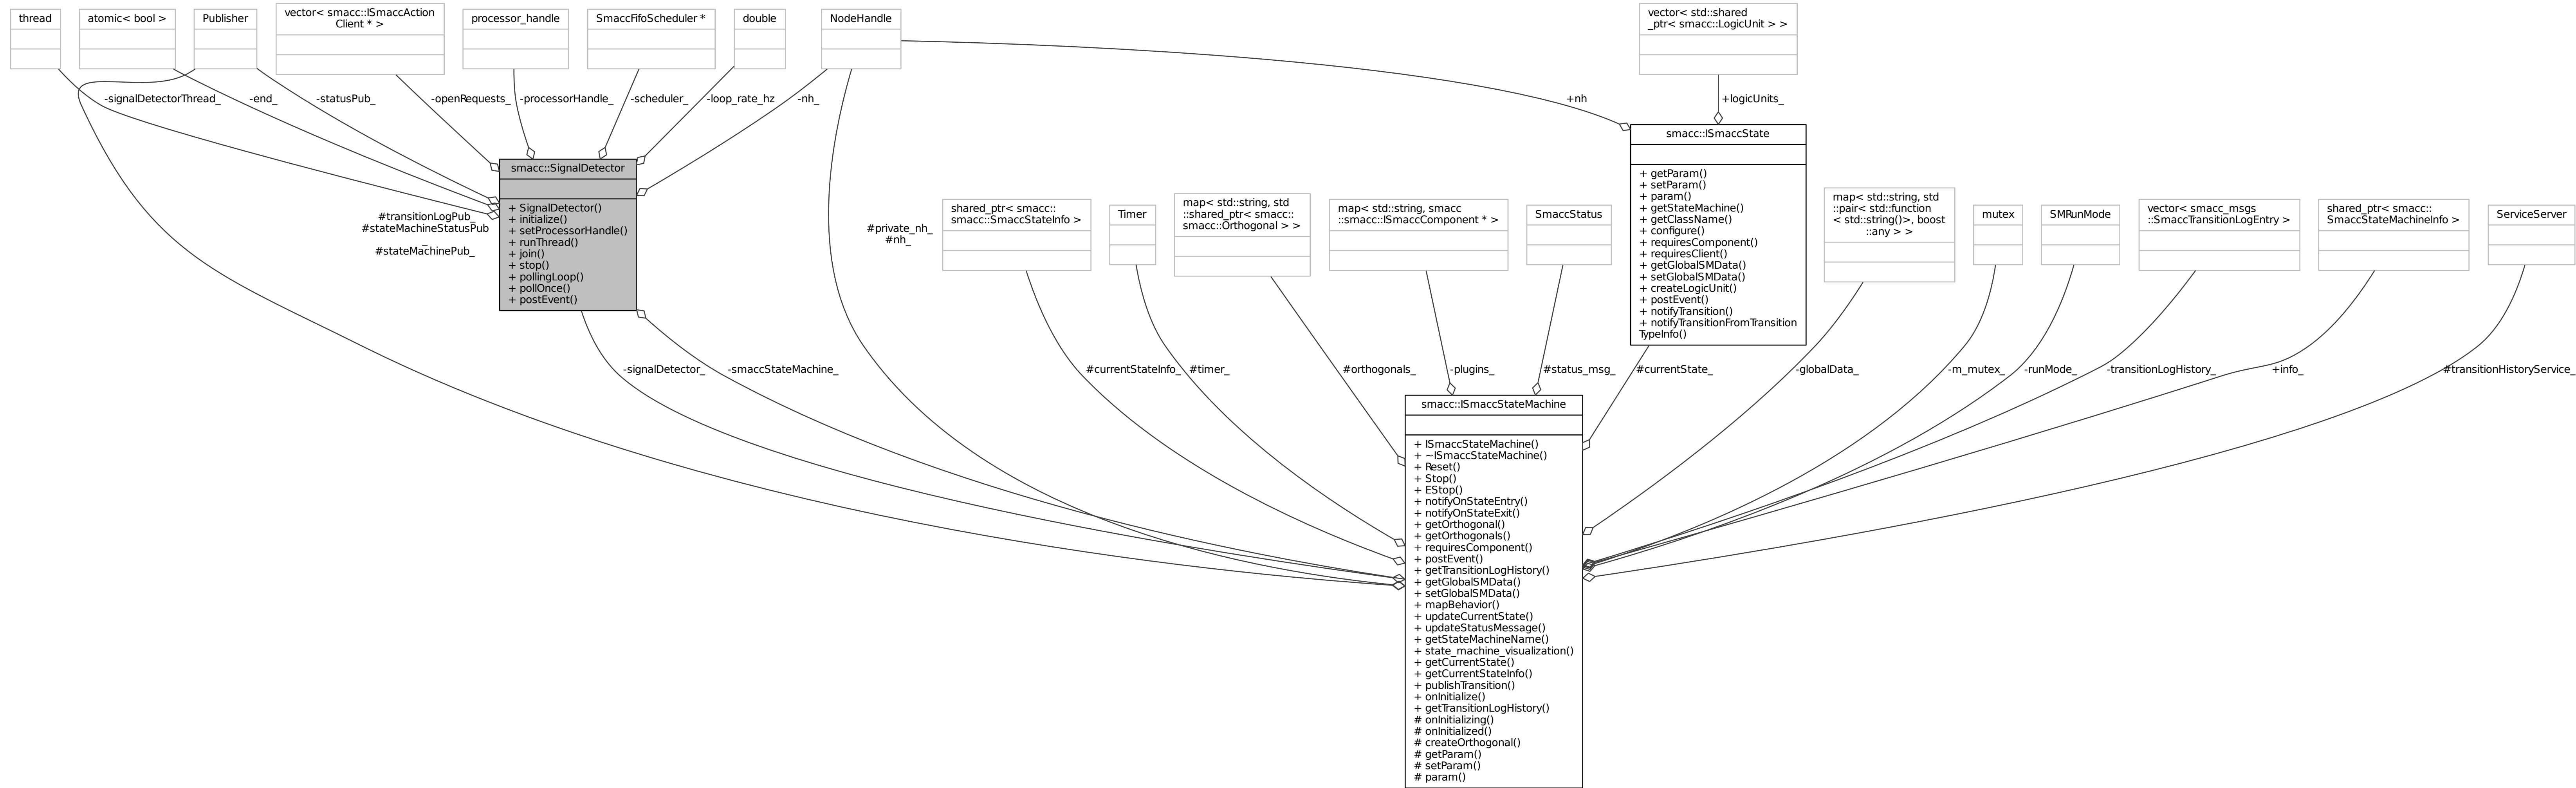 thread
atomic< bool >
Publisher
vector< smacc::ISmaccAction
Client * >
processor_handle
SmaccFifoScheduler *
double
NodeHandle
vector< std::shared
_ptr< smacc::LogicUnit > >
-signalDetectorThread_
-end_
-statusPub_
-openRequests_
-processorHandle_
-scheduler_
-loop_rate_hz
-nh_
+nh
+logicUnits_
smacc::SignalDetector
+ SignalDetector()
+ initialize()
+ setProcessorHandle()
+ runThread()
+ join()
+ stop()
+ pollingLoop()
+ pollOnce()
+ postEvent()
smacc::ISmaccState
+ getParam()
+ setParam()
+ param()
+ getStateMachine()
+ getClassName()
+ configure()
+ requiresComponent()
+ requiresClient()
+ getGlobalSMData()
+ setGlobalSMData()
+ createLogicUnit()
+ postEvent()
+ notifyTransition()
+ notifyTransitionFromTransition
TypeInfo()
#transitionLogPub_
#stateMachineStatusPub
_
#stateMachinePub_
#private_nh_
#nh_
shared_ptr< smacc::
smacc::SmaccStateInfo >
Timer
map< std::string, std
::shared_ptr< smacc::
smacc::Orthogonal > >
map< std::string, smacc
::smacc::ISmaccComponent * >
SmaccStatus
map< std::string, std
::pair< std::function
< std::string()>, boost
::any > >
mutex
SMRunMode
vector< smacc_msgs
::SmaccTransitionLogEntry >
shared_ptr< smacc::
SmaccStateMachineInfo >
ServiceServer
-signalDetector_
-smaccStateMachine_
#currentStateInfo_
#timer_
#orthogonals_
-plugins_
#status_msg_
#currentState_
-globalData_
-m_mutex_
-runMode_
-transitionLogHistory_
+info_
#transitionHistoryService_
smacc::ISmaccStateMachine
+ ISmaccStateMachine()
+ ~ISmaccStateMachine()
+ Reset()
+ Stop()
+ EStop()
+ notifyOnStateEntry()
+ notifyOnStateExit()
+ getOrthogonal()
+ getOrthogonals()
+ requiresComponent()
+ postEvent()
+ getTransitionLogHistory()
+ getGlobalSMData()
+ setGlobalSMData()
+ mapBehavior()
+ updateCurrentState()
+ updateStatusMessage()
+ getStateMachineName()
+ state_machine_visualization()
+ getCurrentState()
+ getCurrentStateInfo()
+ publishTransition()
+ onInitialize()
+ getTransitionLogHistory()
# onInitializing()
# onInitialized()
# createOrthogonal()
# getParam()
# setParam()
# param()